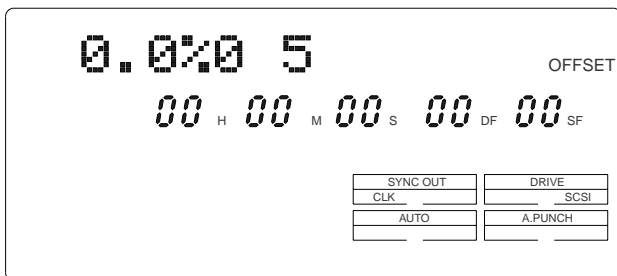 0.0%0 5
OFFSET
00 H 00 M 00 S 00 DF 00 SF
SYNC OUT DRIVE
CLK SCSI
AUTO A.PUNCH